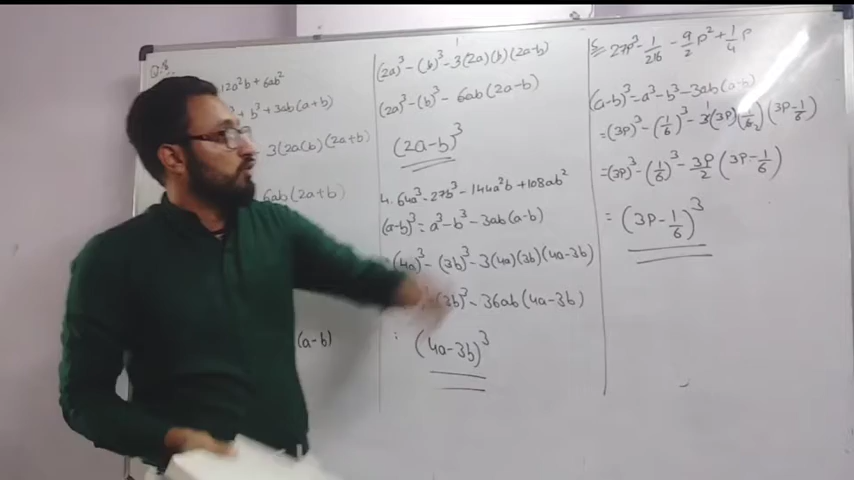 Q.8
12a²b + 6ab²
+ b³ + 3ab(a+b)
3(2a)(b)(2a+b)
6ab(2a+b)
(a-b)
(2a)³-(b)³-3(2a)(b)(2a-b)
(2a)³-(b)³- 6ab(2a-b)
(2a-b)³
4. 64a³-27b³-144a²b+108ab²
(a-b)³= a³-b³-3ab(a-b)
(4a)³-(3b)³-3(4a)(3b)(4a-3b)
(3b)³- 36ab(4a-3b)
: (4a-3b)³
5. 27p³- 1/216 - 9/2 p²+ 1/4 p
(a-b)³=a³-b³-3ab(a-b)
=(3p)³-(1/6)³-3(3p)(1/6)(3p-1/6)
=(3p)³-(1/6)³-3p/2(3p-1/6)
= (3p-1/6)³